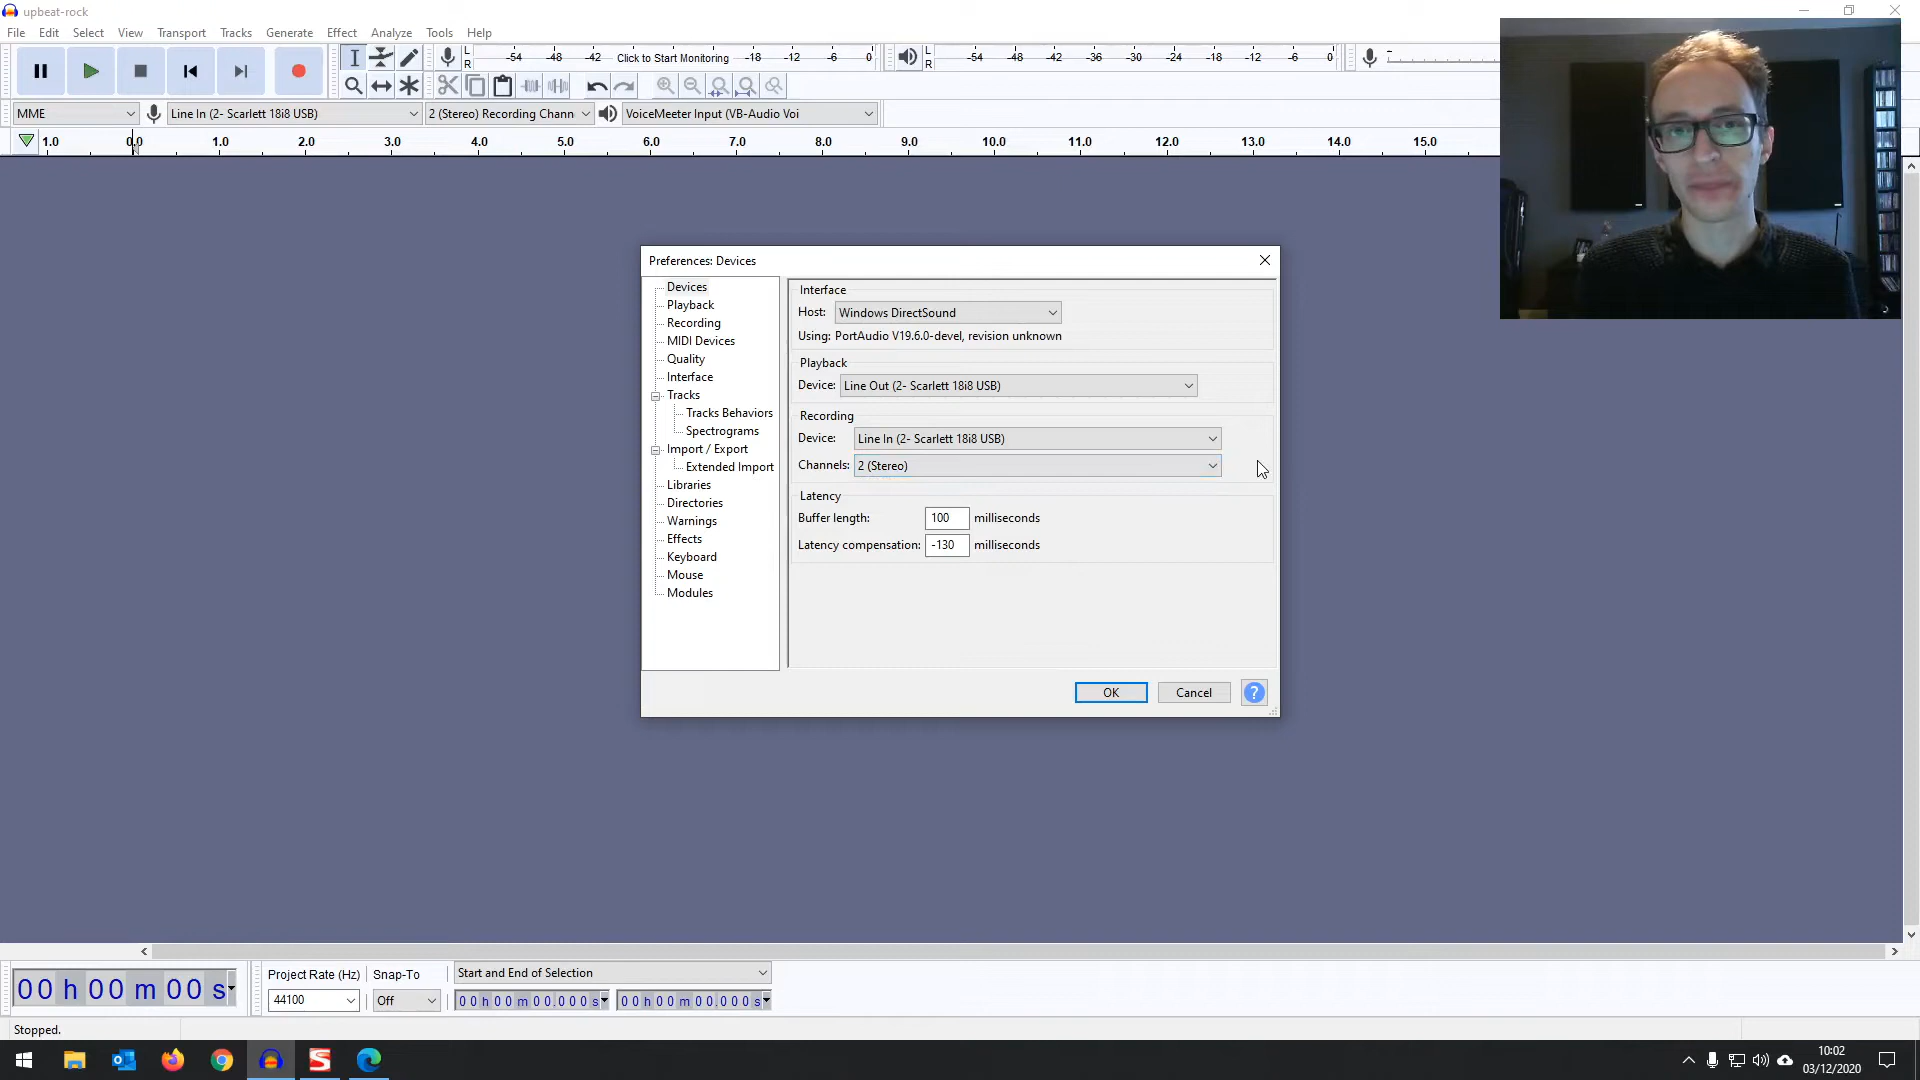 upbeat-rock
File Edit Select View Transport Tracks Generate Effect Analyze Tools Help
L R -54 -48 -42 Click to Start Monitoring -18 -12 -6 0 L R -54 -48 -42 -36 -30 -24 -18 -12 -6 0
MME Line In (2- Scarlett 18i8 USB) 2 (Stereo) Recording Chann VoiceMeeter Input (VB-Audio Voi
1.0 0.0 1.0 2.0 3.0 4.0 5.0 6.0 7.0 8.0 9.0 10.0 11.0 12.0 13.0 14.0 15.0
Preferences: Devices
Devices
Playback
Recording
MIDI Devices
Quality
Interface
Tracks
Tracks Behaviors
Spectrograms
Import / Export
Extended Import
Libraries
Directories
Warnings
Effects
Keyboard
Mouse
Modules
Interface
Host: Windows DirectSound
Using: PortAudio V19.6.0-devel, revision unknown
Playback
Device: Line Out (2- Scarlett 18i8 USB)
Recording
Device: Line In (2- Scarlett 18i8 USB)
Channels: 2 (Stereo)
Latency
Buffer length: 100 milliseconds
Latency compensation: -130 milliseconds
OK Cancel ?
00 h 00 m 00 s
Project Rate (Hz) Snap-To Start and End of Selection
44100 Off 00 h 00 m 00.000 s 00 h 00 m 00.000 s
Stopped.
10:02
03/12/2020